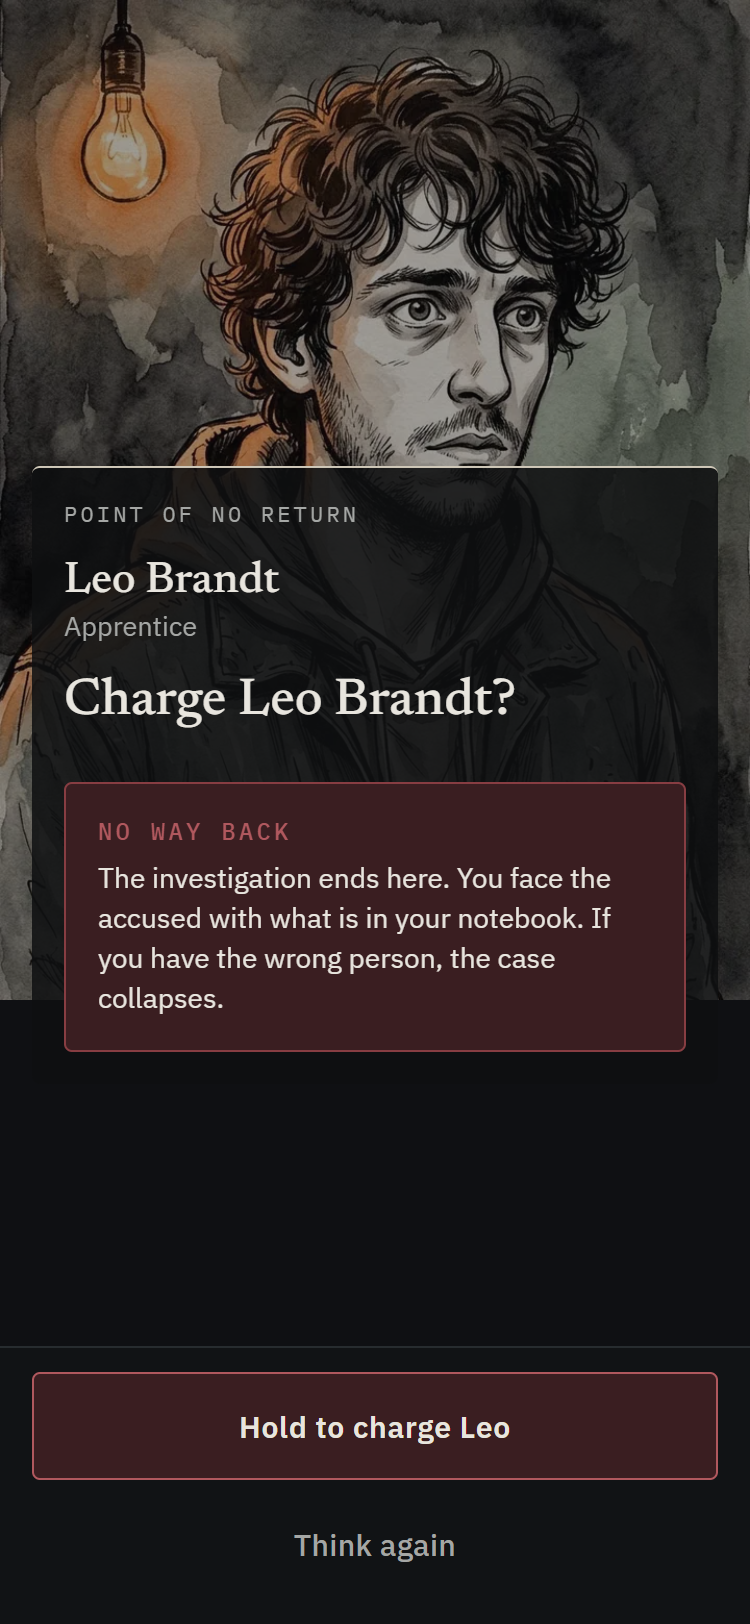 POINT OF NO RETURN
Leo Brandt
Apprentice
Charge Leo Brandt?
NO WAY BACK
The investigation ends here. You face the
accused with what is in your notebook. If
you have the wrong person, the case
collapses.
Hold to charge Leo
Think again